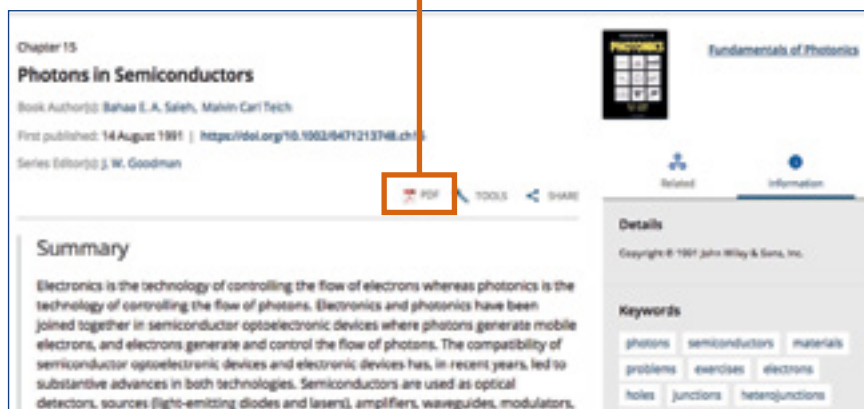 Chapter 15
Photons in Semiconductors
Book Author(s): Bahaa E. A. Saleh, Malvin Carl Teich
First published: 14 August 1991 | https://doi.org/10.1002/0471213748.ch15
Series Editor(s): J. W. Goodman
PDF TOOLS SHARE
Summary
Electronics is the technology of controlling the flow of electrons whereas photonics is the
technology of controlling the flow of photons. Electronics and photonics have been
joined together in semiconductor optoelectronic devices where photons generate mobile
electrons, and electrons generate and control the flow of photons. The compatibility of
semiconductor optoelectronic devices and electronic devices has, in recent years, led to
substantive advances in both technologies. Semiconductors are used as optical
detectors, sources (light-emitting diodes and lasers), amplifiers, waveguides, modulators,
PHOTONICS
Fundamentals of Photonics
Related Information
Details
Copyright © 1991 John Wiley & Sons, Inc.
Keywords
photons semiconductors materials
problems exercises electrons
holes junctions heterojunctions